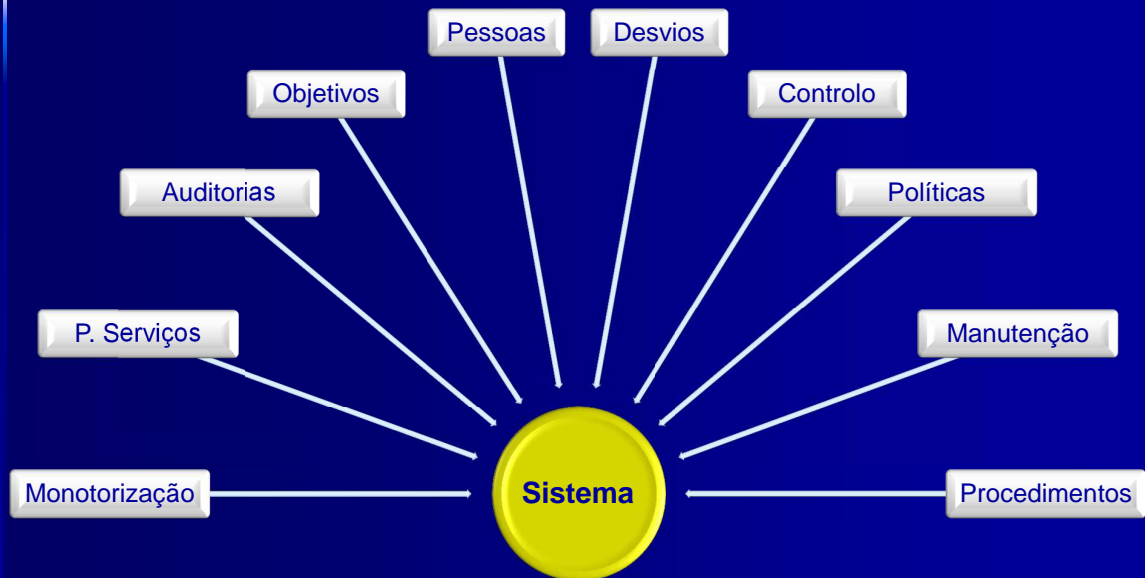 Pessoas
Desvios
Objetivos
Controlo
Auditorias
Políticas
P. Serviços
Manutenção
Monotorização
Sistema
Procedimentos